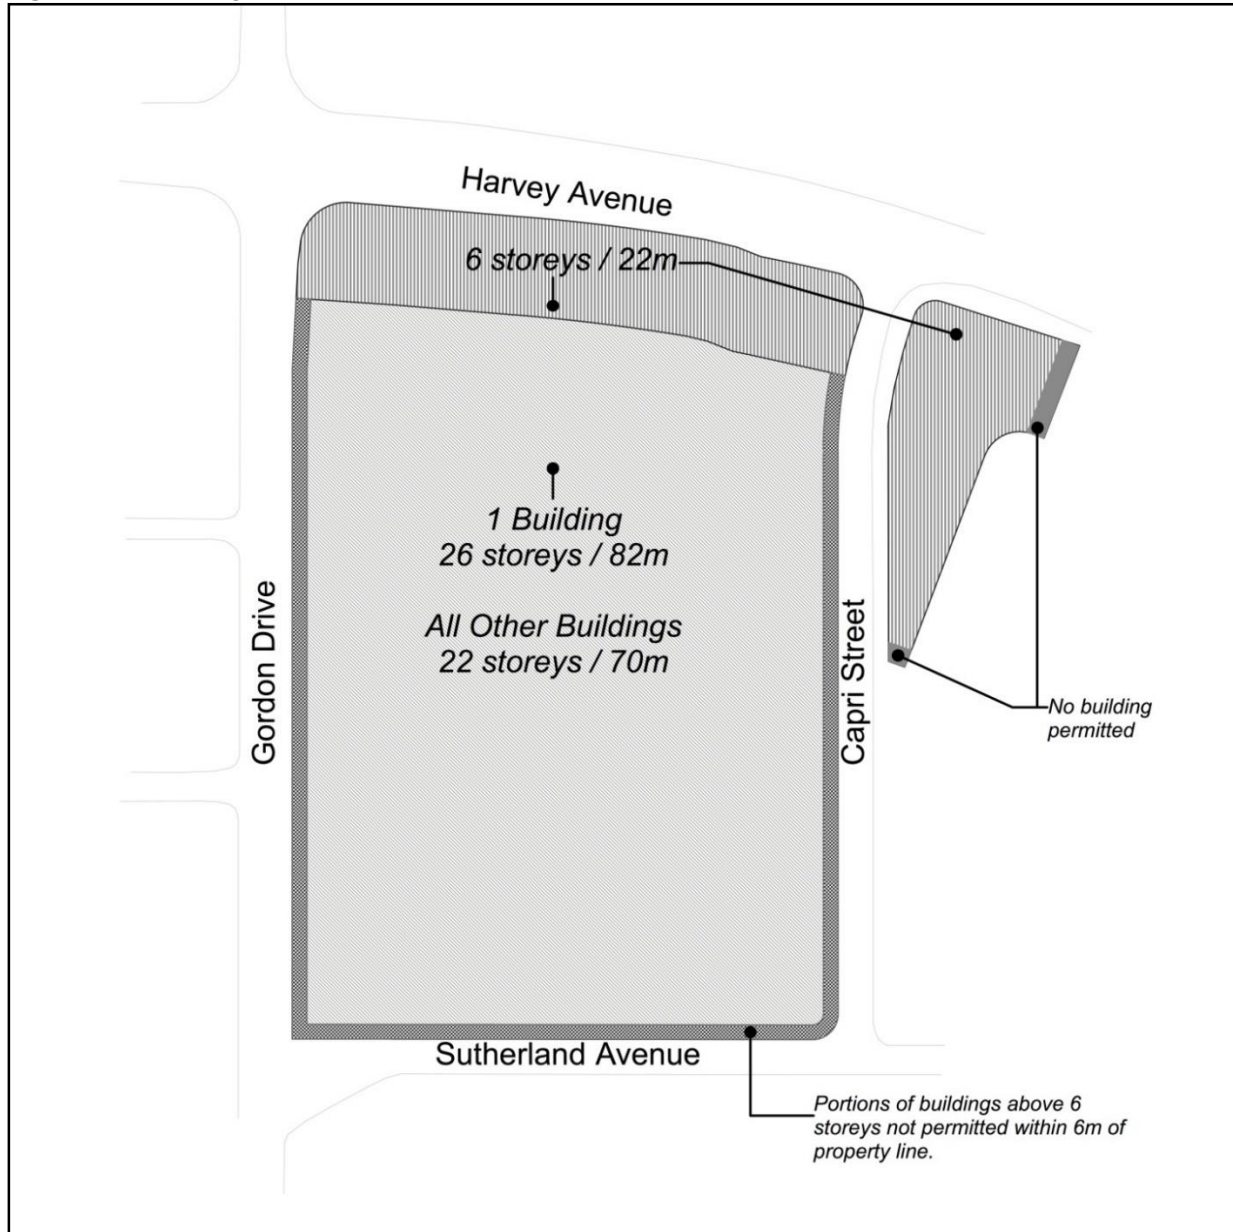 Harvey Avenue
6 storeys / 22m
1 Building
26 storeys / 82m
All Other Buildings
22 storeys / 70m
Gordon Drive
Capri Street
No building
permitted
Sutherland Avenue
Portions of buildings above 6
storeys not permitted within 6m of
property line.